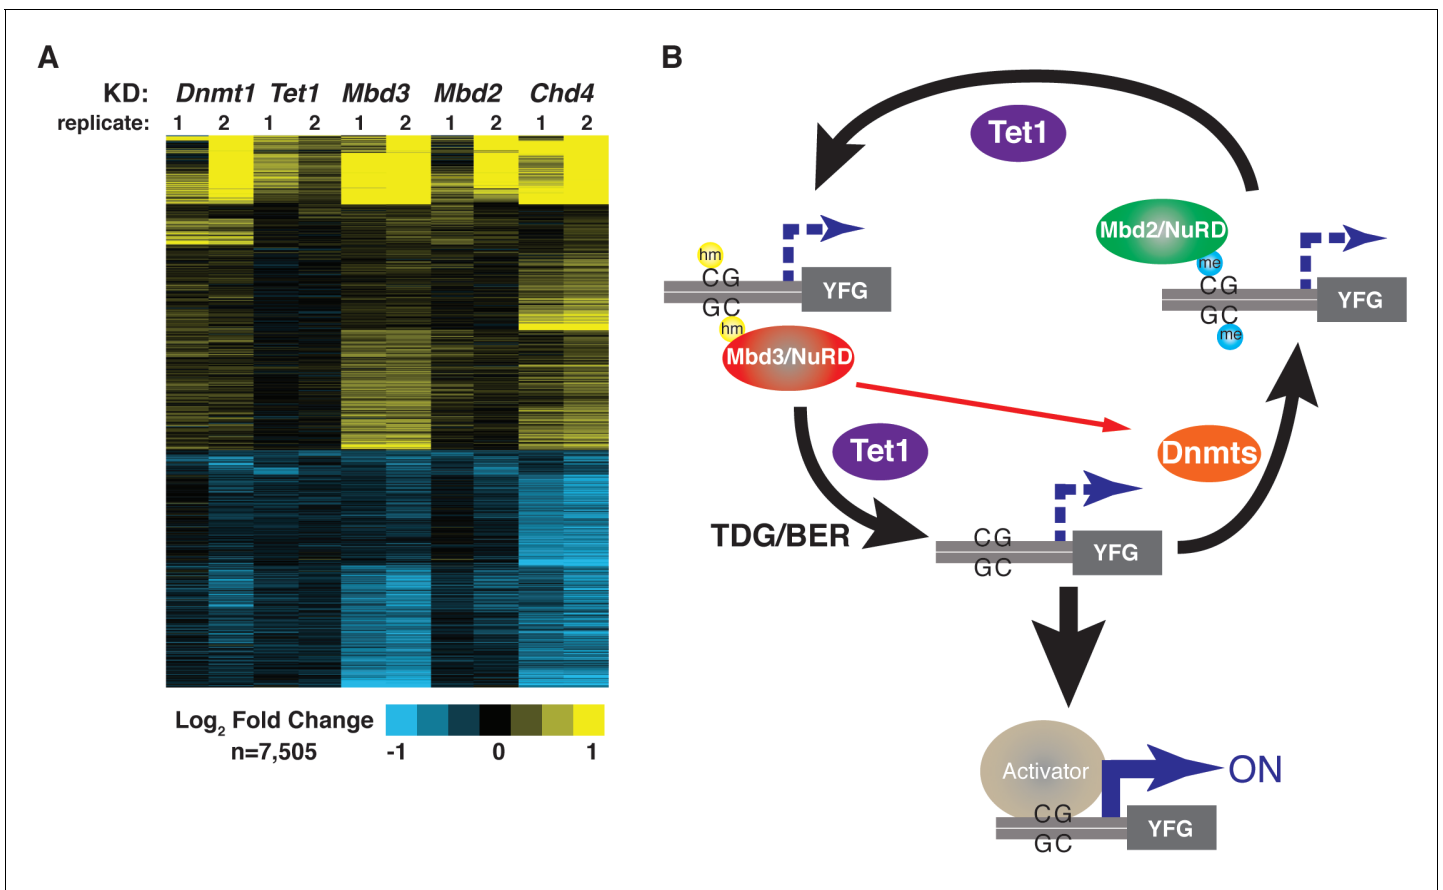 A
KD: Dnmt1 Tet1 Mbd3 Mbd2 Chd4
replicate: 1 2 1 2 1 2 1 2 1 2
Log2 Fold Change
n=7,505
-1 0 1
B
Tet1
Mbd2/NuRD
me
CG
GC
me
YFG
hm
CG
GC
hm
YFG
Mbd3/NuRD
Tet1
Dnmts
TDG/BER
CG
GC
YFG
Activator
ON
CG
GC
YFG